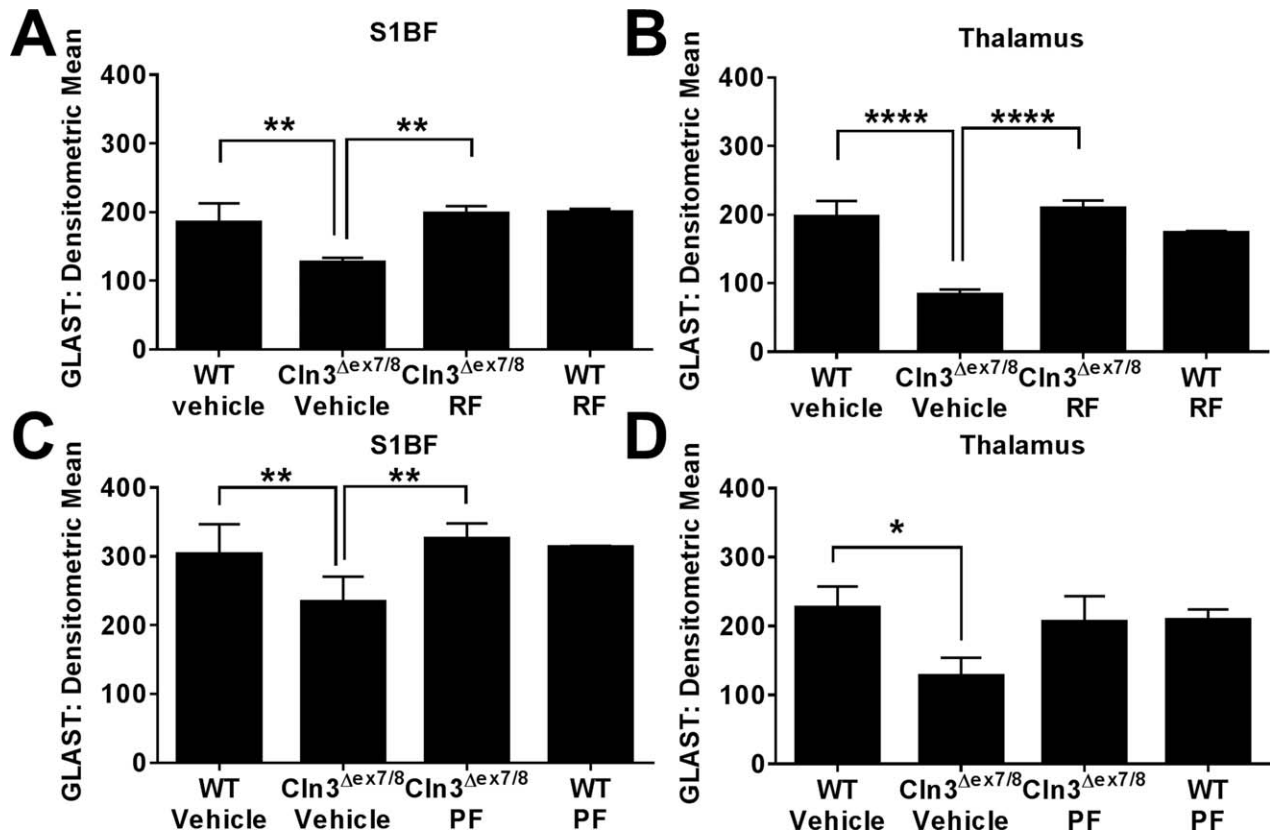 A
S1BF
GLAST: Densitometric Mean
400
300
200
100
0
**
**
WT
vehicle
Cln3Δex7/8
Vehicle
Cln3Δex7/8
RF
WT
RF
B
Thalamus
GLAST: Densitometric Mean
400
300
200
100
0
****
****
WT
vehicle
Cln3Δex7/8
Vehicle
Cln3Δex7/8
RF
WT
RF
C
S1BF
GLAST: Densitometric Mean
400
300
200
100
0
**
**
WT
Vehicle
Cln3Δex7/8
Vehicle
Cln3Δex7/8
PF
WT
PF
D
Thalamus
GLAST: Densitometric Mean
400
300
200
100
0
*
WT
Vehicle
Cln3Δex7/8
Vehicle
Cln3Δex7/8
PF
WT
PF